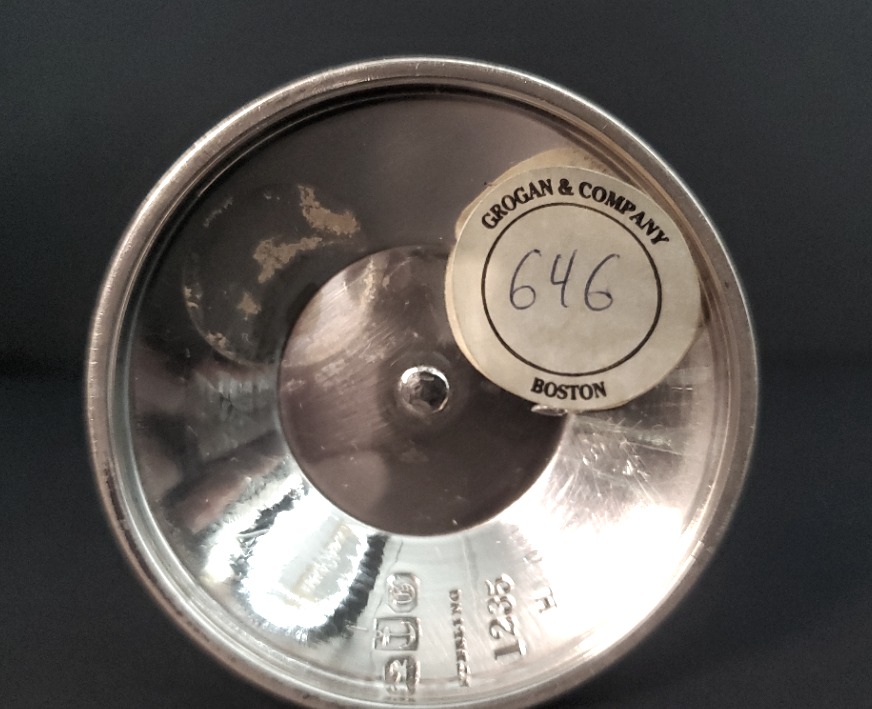 GROGAN & COMPANY
646
BOSTON
STERLING
1235